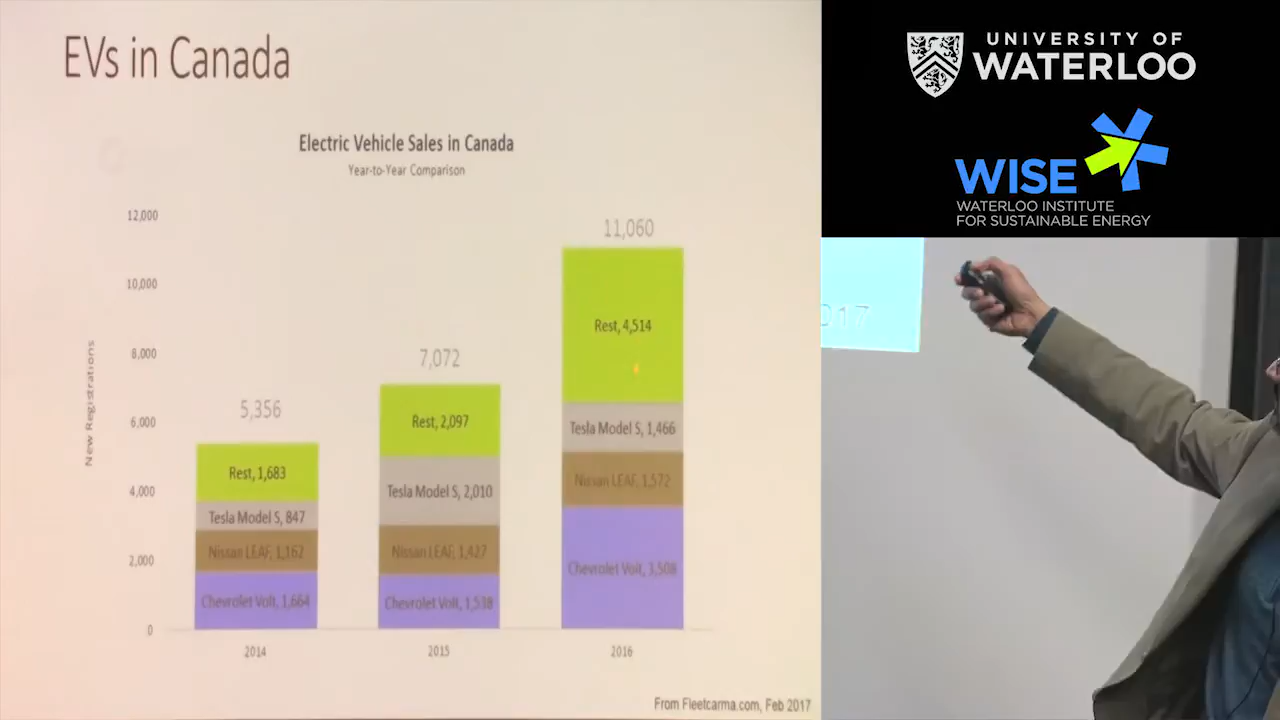 EVs in Canada
Electric Vehicle Sales in Canada
Year-to-Year Comparison
New Registrations
12,000
10,000
8,000
6,000
4,000
2,000
0
5,356
Rest, 1,683
Tesla Model S, 847
Nissan LEAF, 1,162
Chevrolet Volt, 1,664
2014
7,072
Rest, 2,097
Tesla Model S, 2,010
Nissan LEAF, 1,427
Chevrolet Volt, 1,538
2015
11,060
Rest, 4,514
Tesla Model S, 1,466
Nissan LEAF, 1,572
Chevrolet Volt, 3,508
2016
From Fleetcarma.com, Feb 2017
UNIVERSITY OF
WATERLOO
WISE
WATERLOO INSTITUTE
FOR SUSTAINABLE ENERGY
017